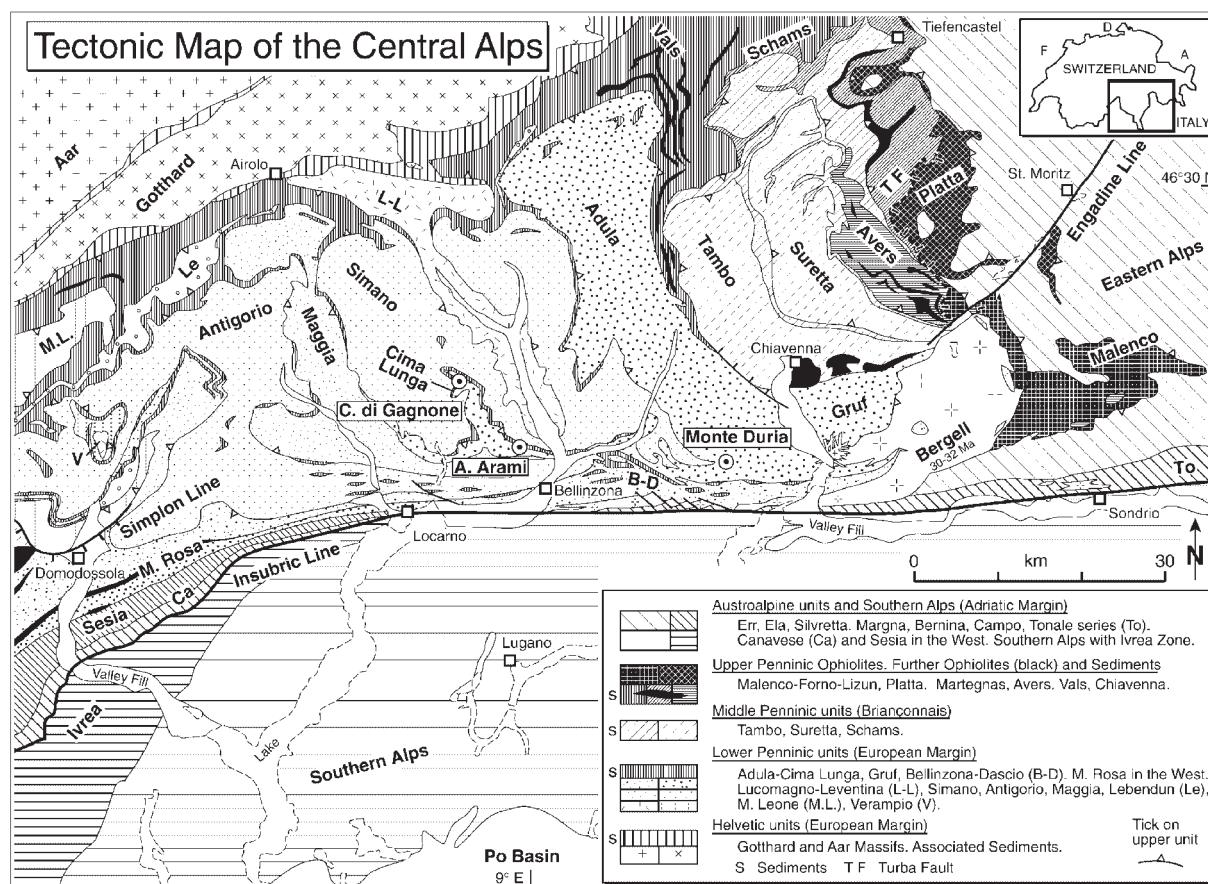 Tectonic Map of the Central Alps
Vals
Schams
Tiefencastel
D
F
A
SWITZERLAND
ITALY
Aar
Gotthard
Airolo
L-L
Adula
T F
Platta
St. Moritz
46°30 N
Engadine Line
Eastern Alps
Le
Simano
Tambo
Suretta
Avers
M.L.
Antigorio
Maggia
Cima
Lunga
Chiavenna
Malenco
C. di Gagnone
Gruf
V
Monte Duria
Bergell
30-32 Ma
A. Arami
B-D
To
Simplon Line
Bellinzona
Sondrio
Valley Fill
Locarno
M. Rosa
Domodossola
Insubric Line
Ca
Sesia
0 km 30
N
Lugano
Valley Fill
Ivrea
Lake
Southern Alps
Po Basin
9° E
Austroalpine units and Southern Alps (Adriatic Margin)
Err, Ela, Silvretta. Margna, Bernina, Campo, Tonale series (To).
Canavese (Ca) and Sesia in the West. Southern Alps with Ivrea Zone.
Upper Penninic Ophiolites. Further Ophiolites (black) and Sediments
S Malenco-Forno-Lizun, Platta. Martegnas, Avers. Vals, Chiavenna.
Middle Penninic units (Briançonnais)
S Tambo, Suretta, Schams.
Lower Penninic units (European Margin)
S Adula-Cima Lunga, Gruf, Bellinzona-Dascio (B-D). M. Rosa in the West.
Lucomagno-Leventina (L-L), Simano, Antigorio, Maggia, Lebendun (Le),
M. Leone (M.L.), Verampio (V).
Helvetic units (European Margin)
S Gotthard and Aar Massifs. Associated Sediments.
S Sediments T F Turba Fault
Tick on
upper unit